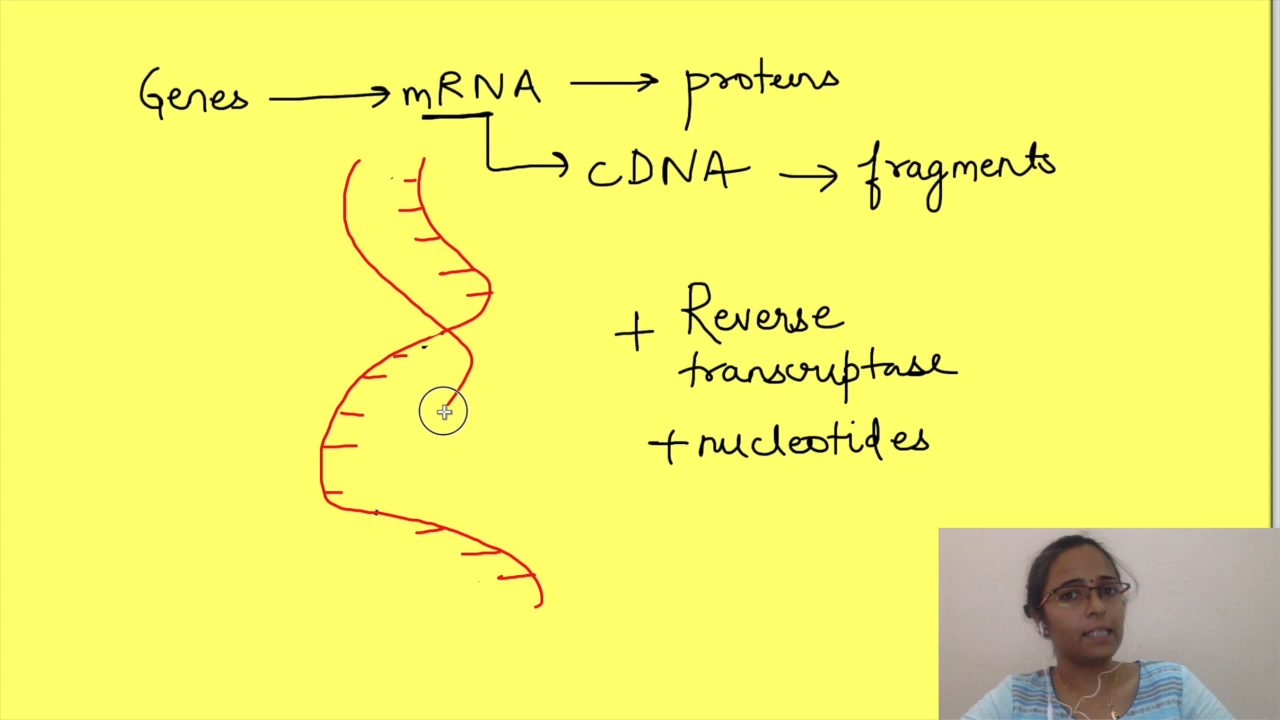 Genes → mRNA → proteins
cDNA → fragments
+ Reverse
transcriptase
+ nucleotides